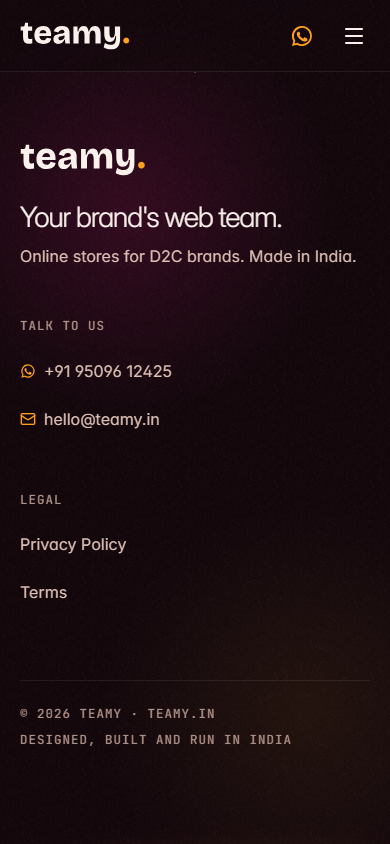 teamy.
teamy.
Your brand's web team.
Online stores for D2C brands. Made in India.
TALK TO US
+91 95096 12425
hello@teamy.in
LEGAL
Privacy Policy
Terms
© 2026 TEAMY · TEAMY.IN
DESIGNED, BUILT AND RUN IN INDIA